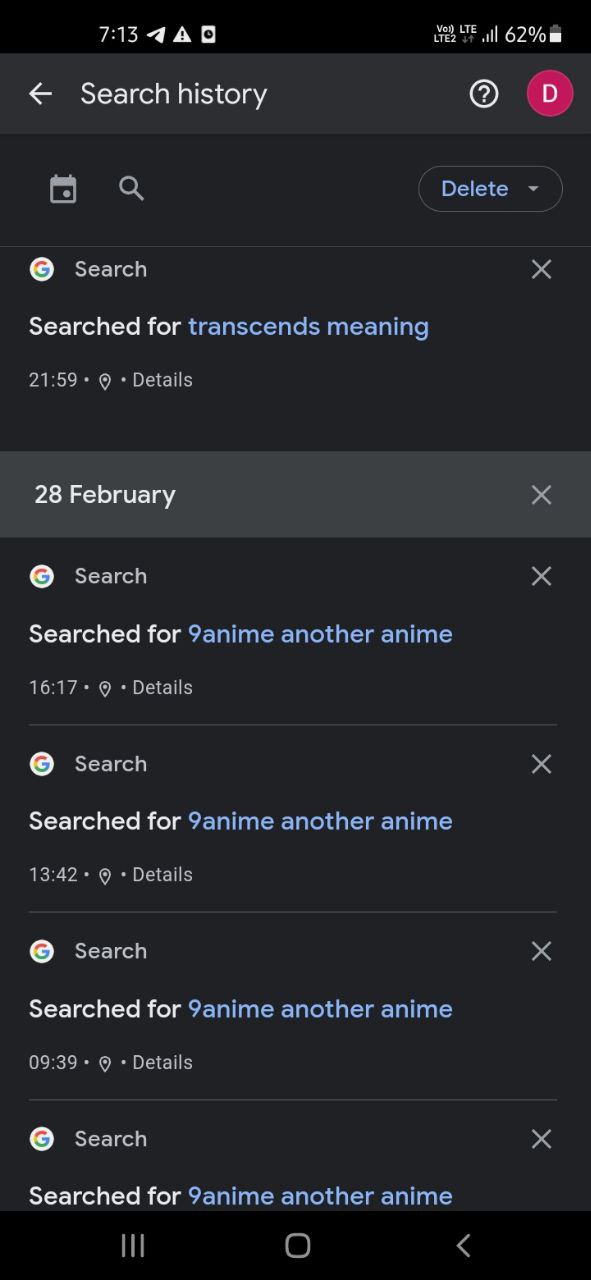 7:13
Vo) LTE
LTE2
62%
Search history
D
Delete
Search
Searched for transcends meaning
21:59 • • Details
28 February
Search
Searched for 9anime another anime
16:17 • • Details
Search
Searched for 9anime another anime
13:42 • • Details
Search
Searched for 9anime another anime
09:39 • • Details
Search
Searched for 9anime another anime